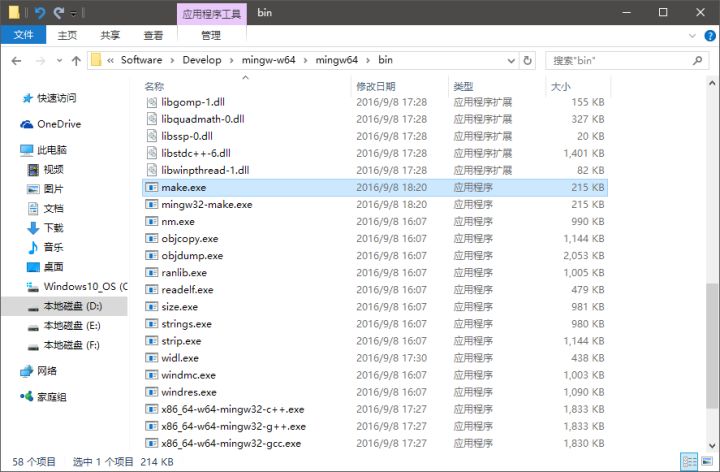 应用程序工具 bin
文件 主页 共享 查看 管理
« Software › Develop › mingw-w64 › mingw64 › bin 搜索"bin"
快速访问
OneDrive
此电脑
视频
图片
文档
下载
音乐
桌面
Windows10_OS (C
本地磁盘 (D:)
本地磁盘 (E:)
本地磁盘 (F:)
网络
家庭组
名称 修改日期 类型 大小
libgomp-1.dll 2016/9/8 17:28 应用程序扩展 155 KB
libquadmath-0.dll 2016/9/8 17:28 应用程序扩展 327 KB
libssp-0.dll 2016/9/8 17:28 应用程序扩展 20 KB
libstdc++-6.dll 2016/9/8 17:28 应用程序扩展 1,401 KB
libwinpthread-1.dll 2016/9/8 17:28 应用程序扩展 82 KB
make.exe 2016/9/8 18:20 应用程序 215 KB
mingw32-make.exe 2016/9/8 18:20 应用程序 215 KB
nm.exe 2016/9/8 16:07 应用程序 990 KB
objcopy.exe 2016/9/8 16:07 应用程序 1,144 KB
objdump.exe 2016/9/8 16:07 应用程序 2,053 KB
ranlib.exe 2016/9/8 16:07 应用程序 1,005 KB
readelf.exe 2016/9/8 16:07 应用程序 479 KB
size.exe 2016/9/8 16:07 应用程序 981 KB
strings.exe 2016/9/8 16:07 应用程序 980 KB
strip.exe 2016/9/8 16:07 应用程序 1,144 KB
widl.exe 2016/9/8 17:30 应用程序 438 KB
windmc.exe 2016/9/8 16:07 应用程序 1,003 KB
windres.exe 2016/9/8 16:07 应用程序 1,090 KB
x86_64-w64-mingw32-c++.exe 2016/9/8 17:27 应用程序 1,833 KB
x86_64-w64-mingw32-g++.exe 2016/9/8 17:27 应用程序 1,833 KB
x86_64-w64-mingw32-gcc.exe 2016/9/8 17:27 应用程序 1,830 KB
58 个项目 选中 1 个项目 214 KB